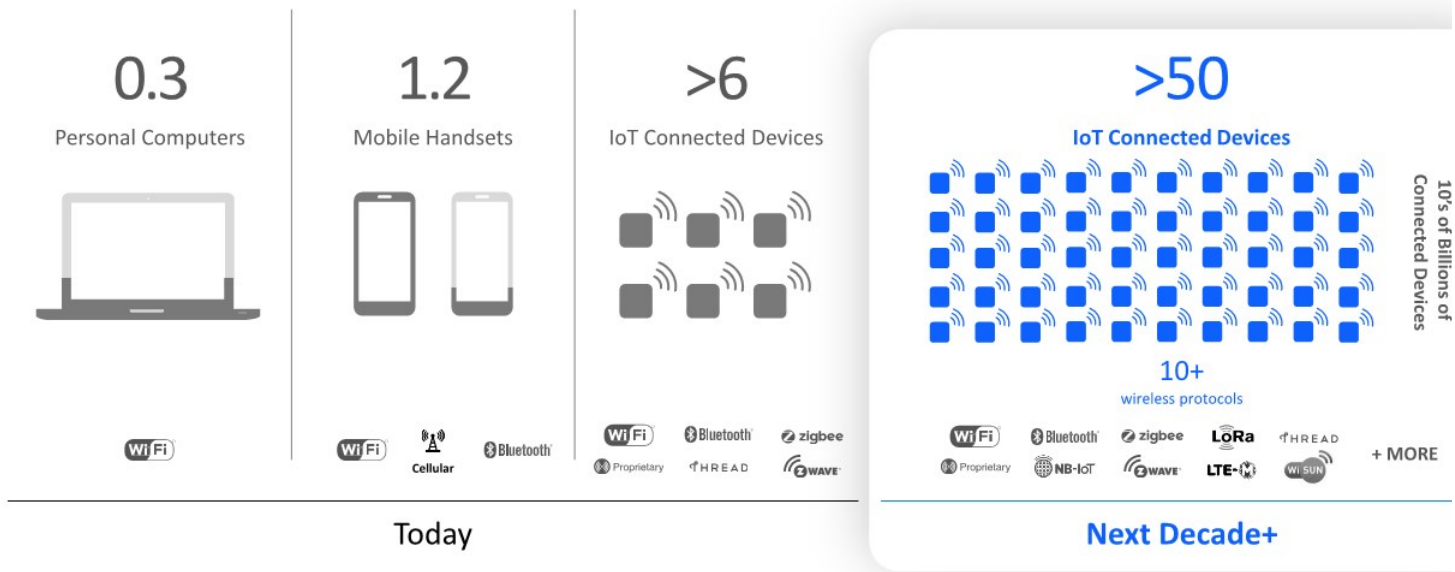 0.3
Personal Computers
WiFi
1.2
Mobile Handsets
WiFi
Cellular
Bluetooth
>6
IoT Connected Devices
WiFi
Bluetooth
zigbee
Proprietary
THREAD
Z WAVE
Today
>50
IoT Connected Devices
10's of Billions of
Connected Devices
10+
wireless protocols
WiFi
Bluetooth
zigbee
LoRa
THREAD
Proprietary
NB-IoT
Z WAVE
LTE-M
Wi SUN
+ MORE
Next Decade+